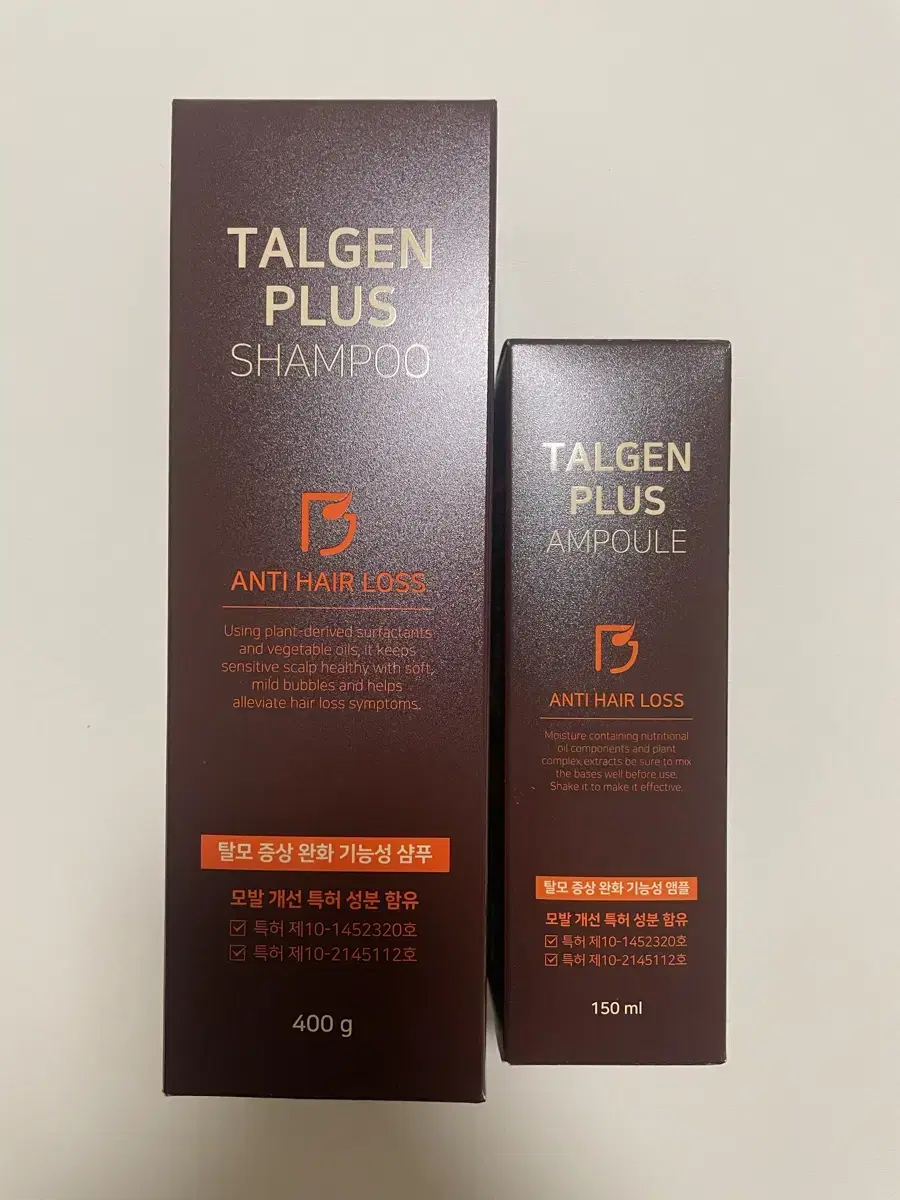 TALGEN
PLUS
SHAMPOO
ANTI HAIR LOSS
Using plant-derived surfactants
and vegetable oils, it keeps
sensitive scalp healthy with soft,
mild bubbles and helps
alleviate hair loss symptoms.
탈모 증상 완화 기능성 샴푸
모발 개선 특허 성분 함유
특허 제10-1452320호
특허 제10-2145112호
400 g
TALGEN
PLUS
AMPOULE
ANTI HAIR LOSS
Moisture containing nutritional
oil components and plant
complex extracts be sure to mix
the bases well before use.
Shake it to make it effective.
탈모 증상 완화 기능성 앰플
모발 개선 특허 성분 함유
특허 제10-1452320호
특허 제10-2145112호
150 ml